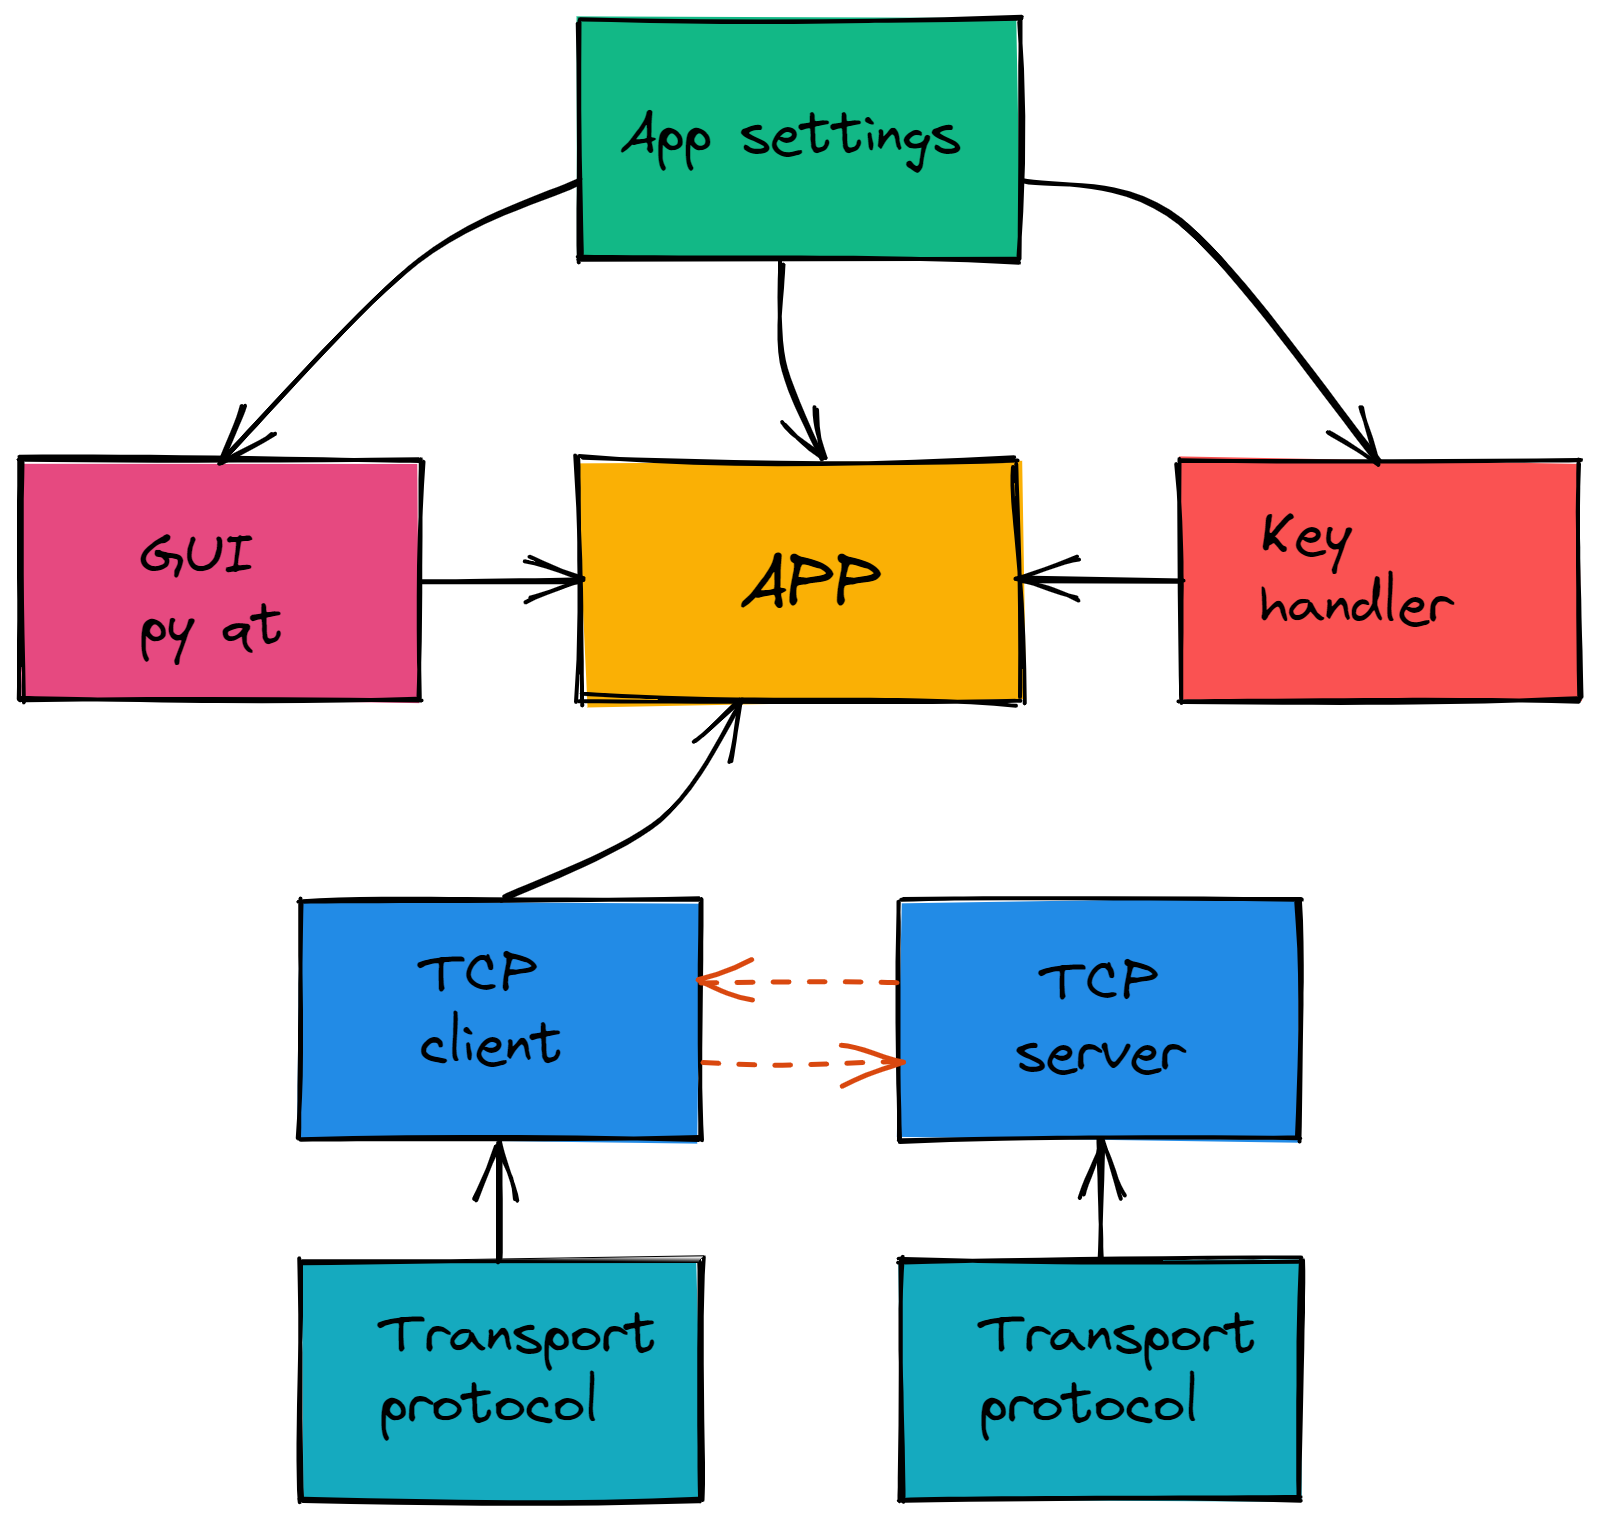 App settings
GUI
py qt
APP
Key
handler
TCP
client
TCP
server
Transport
protocol
Transport
protocol